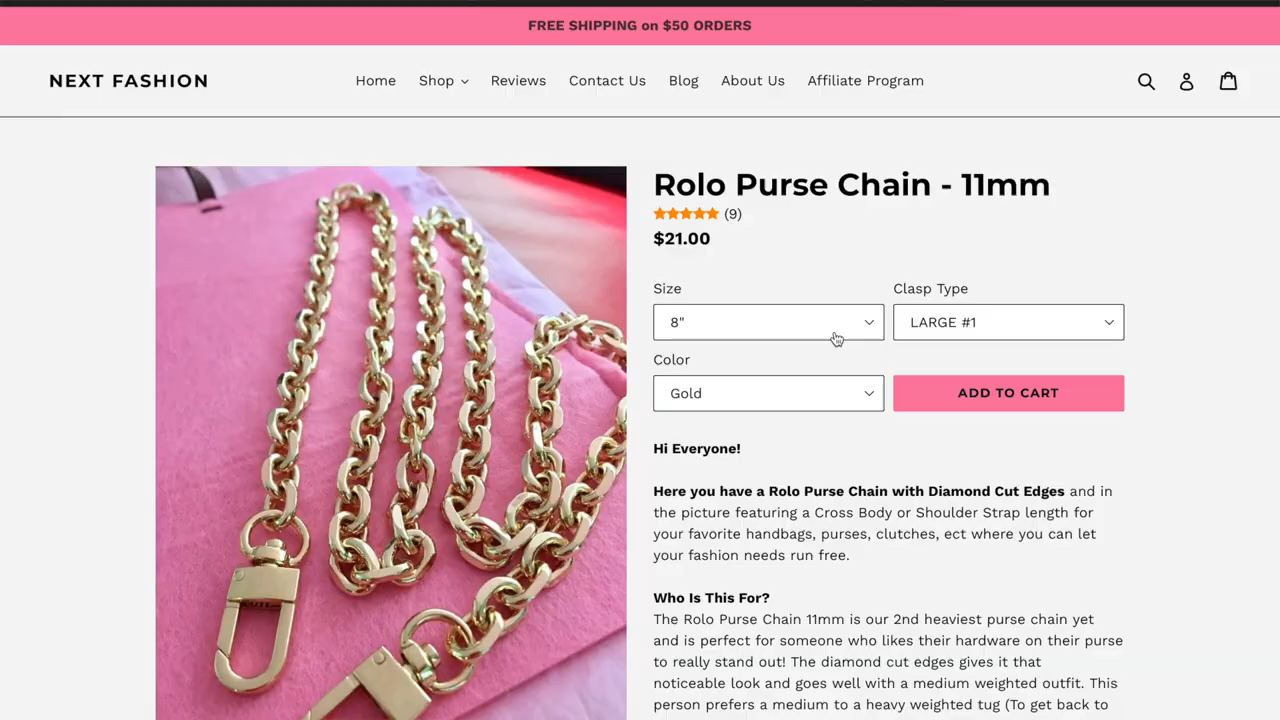 FREE SHIPPING on $50 ORDERS
NEXT FASHION
Home
Shop
Reviews
Contact Us
Blog
About Us
Affiliate Program
Rolo Purse Chain - 11mm
(9)
$21.00
Size
Clasp Type
8"
LARGE #1
Color
Gold
ADD TO CART
Hi Everyone!
Here you have a Rolo Purse Chain with Diamond Cut Edges and in
the picture featuring a Cross Body or Shoulder Strap length for
your favorite handbags, purses, clutches, ect where you can let
your fashion needs run free.
Who Is This For?
The Rolo Purse Chain 11mm is our 2nd heaviest purse chain yet
and is perfect for someone who likes their hardware on their purse
to really stand out! The diamond cut edges gives it that
noticeable look and goes well with a medium weighted outfit. This
person prefers a medium to a heavy weighted tug (To get back to